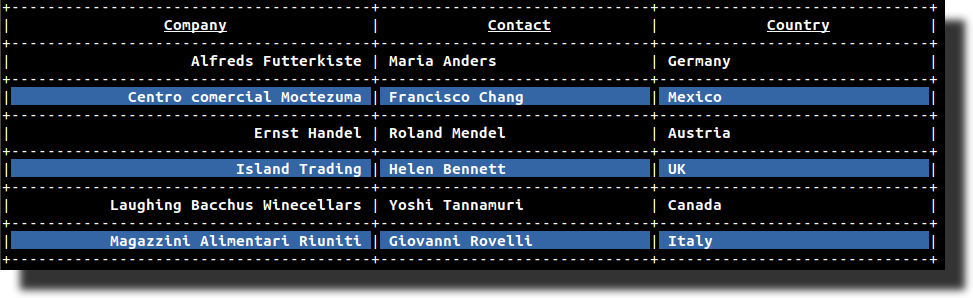 Company | Contact | Country
Alfreds Futterkiste | Maria Anders | Germany
Centro comercial Moctezuma | Francisco Chang | Mexico
Ernst Handel | Roland Mendel | Austria
Island Trading | Helen Bennett | UK
Laughing Bacchus Winecellars | Yoshi Tannamuri | Canada
Magazzini Alimentari Riuniti | Giovanni Rovelli | Italy